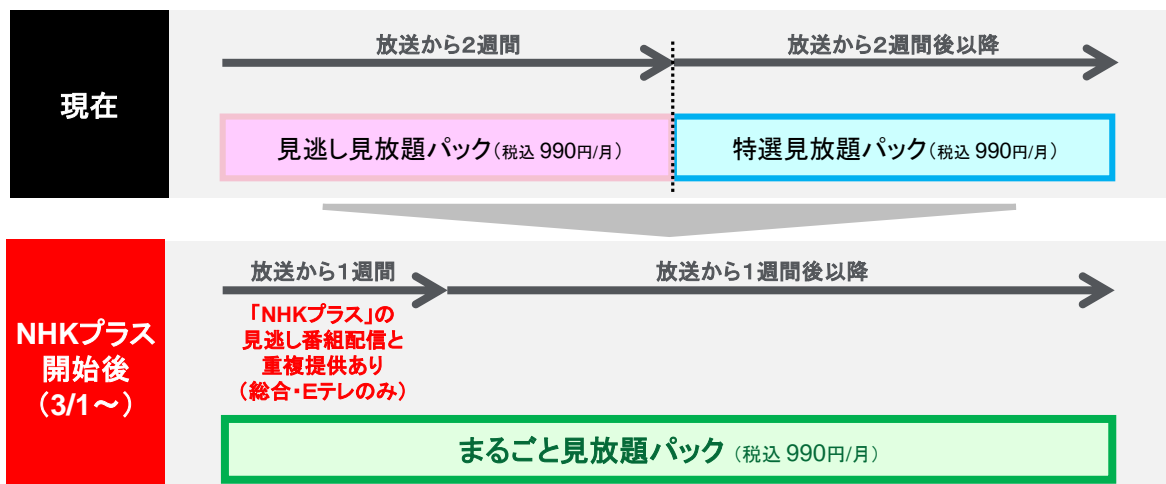 現在
放送から2週間
放送から2週間後以降
見逃し見放題パック(税込 990円/月)
特選見放題パック(税込 990円/月)
NHKプラス
開始後
(3/1~)
放送から1週間
放送から1週間後以降
「NHKプラス」の
見逃し番組配信と
重複提供あり
(総合・Eテレのみ)
まるごと見放題パック (税込 990円/月)